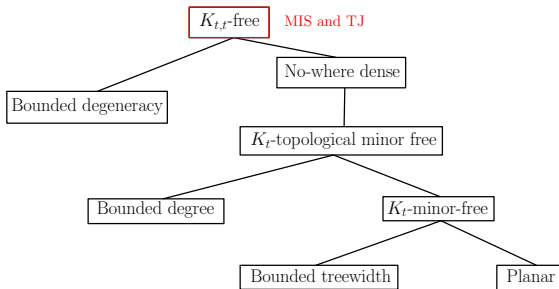 $K_{t,t}$-free MIS and TJ
No-where dense
Bounded degeneracy
$K_t$-topological minor free
Bounded degree $K_t$-minor-free
Bounded treewidth Planar